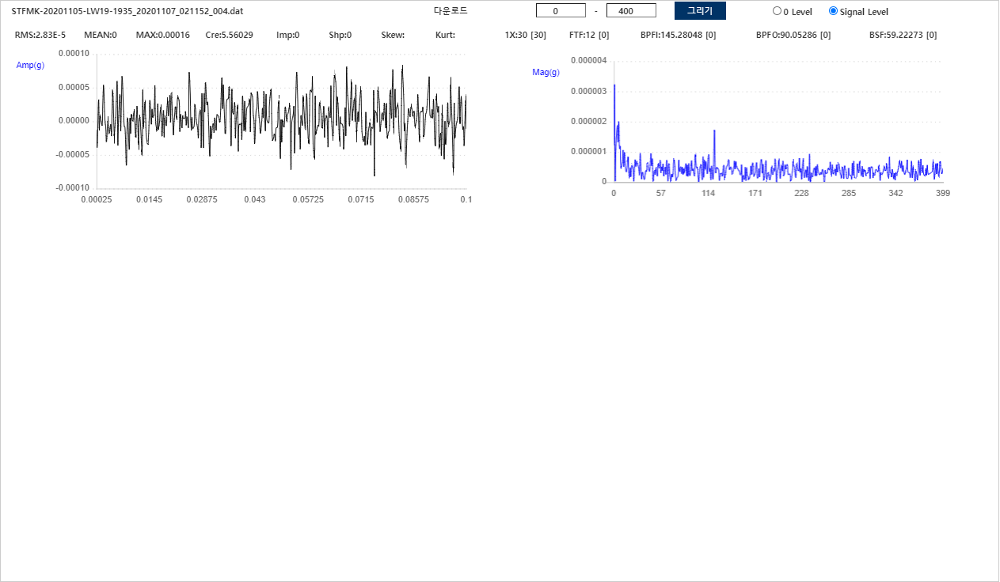 STFMK-20201105-LW19-1935_20201107_021152_004.dat 다운로드 0 - 400 그리기 0 Level Signal Level
RMS:2.83E-5 MEAN:0 MAX:0.00016 Cre:5.56029 Imp:0 Shp:0 Skew: Kurt: 1X:30 [30] FTF:12 [0] BPFI:145.28048 [0] BPFO:90.05286 [0] BSF:59.22273 [0]
Amp(g)
0.00010
0.00005
0.00000
-0.00005
-0.00010
0.00025 0.0145 0.02875 0.043 0.05725 0.0715 0.08575 0.1
Mag(g)
0.000004
0.000003
0.000002
0.000001
0
0 57 114 171 228 285 342 399